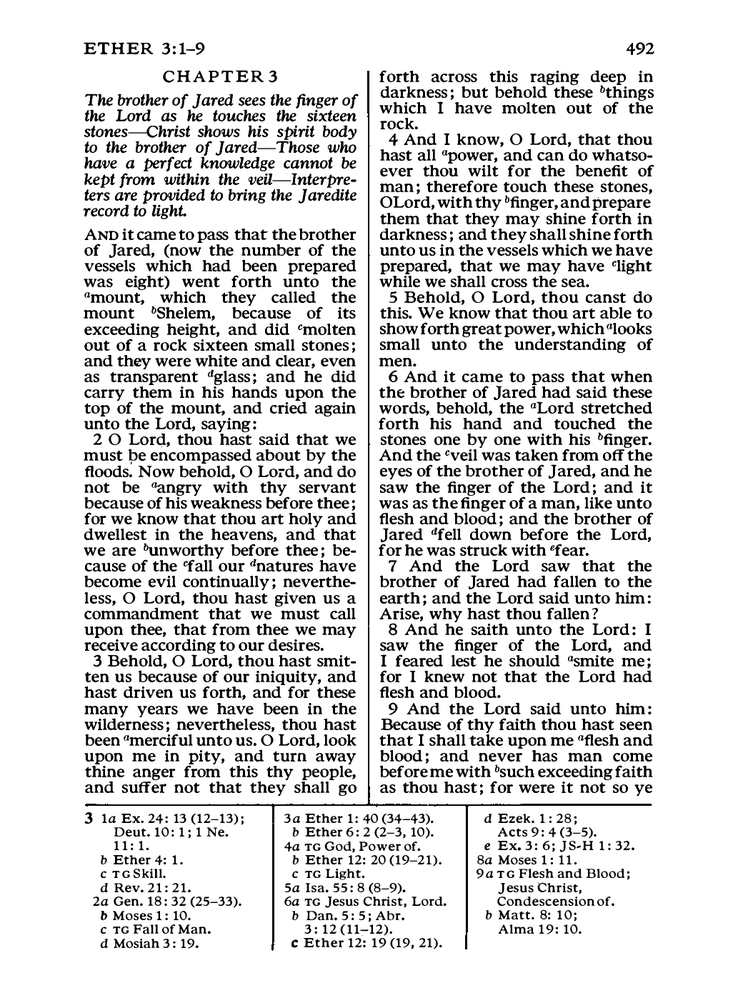 ETHER 3:1–9
492
CHAPTER 3
The brother of Jared sees the finger of
the Lord as he touches the sixteen
stones—Christ shows his spirit body
to the brother of Jared—Those who
have a perfect knowledge cannot be
kept from within the veil—Interpre-
ters are provided to bring the Jaredite
record to light.
AND it came to pass that the brother
of Jared, (now the number of the
vessels which had been prepared
was eight) went forth unto the
amount, which they called the
mount bShelem, because of its
exceeding height, and did cmolten
out of a rock sixteen small stones;
and they were white and clear, even
as transparent dglass; and he did
carry them in his hands upon the
top of the mount, and cried again
unto the Lord, saying:
2 O Lord, thou hast said that we
must be encompassed about by the
floods. Now behold, O Lord, and do
not be aangry with thy servant
because of his weakness before thee;
for we know that thou art holy and
dwellest in the heavens, and that
we are bunworthy before thee; be-
cause of the cfall our dnatures have
become evil continually; neverthe-
less, O Lord, thou hast given us a
commandment that we must call
upon thee, that from thee we may
receive according to our desires.
3 Behold, O Lord, thou hast smit-
ten us because of our iniquity, and
hast driven us forth, and for these
many years we have been in the
wilderness; nevertheless, thou hast
been amerciful unto us. O Lord, look
upon me in pity, and turn away
thine anger from this thy people,
and suffer not that they shall go
forth across this raging deep in
darkness; but behold these bthings
which I have molten out of the
rock.
4 And I know, O Lord, that thou
hast all apower, and can do whatso-
ever thou wilt for the benefit of
man; therefore touch these stones,
O Lord, with thy bfinger, and prepare
them that they may shine forth in
darkness; and they shall shine forth
unto us in the vessels which we have
prepared, that we may have clight
while we shall cross the sea.
5 Behold, O Lord, thou canst do
this. We know that thou art able to
show forth great power, which alooks
small unto the understanding of
men.
6 And it came to pass that when
the brother of Jared had said these
words, behold, the aLord stretched
forth his hand and touched the
stones one by one with his bfinger.
And the cveil was taken from off the
eyes of the brother of Jared, and he
saw the finger of the Lord; and it
was as the finger of a man, like unto
flesh and blood; and the brother of
Jared dfell down before the Lord,
for he was struck with efear.
7 And the Lord saw that the
brother of Jared had fallen to the
earth; and the Lord said unto him:
Arise, why hast thou fallen?
8 And he saith unto the Lord: I
saw the finger of the Lord, and
I feared lest he should asmite me;
for I knew not that the Lord had
flesh and blood.
9 And the Lord said unto him:
Because of thy faith thou hast seen
that I shall take upon me aflesh and
blood; and never has man come
before me with bsuch exceeding faith
as thou hast; for were it not so ye
3 1a Ex. 24: 13 (12–13);
Deut. 10: 1; 1 Ne.
11: 1.
b Ether 4: 1.
c TG Skill.
d Rev. 21: 21.
2a Gen. 18: 32 (25–33).
b Moses 1: 10.
c TG Fall of Man.
d Mosiah 3: 19.
3a Ether 1: 40 (34–43).
b Ether 6: 2 (2–3, 10).
4a TG God, Power of.
b Ether 12: 20 (19–21).
c TG Light.
5a Isa. 55: 8 (8–9).
6a TG Jesus Christ, Lord.
b Dan. 5: 5; Abr.
3: 12 (11–12).
c Ether 12: 19 (19, 21).
d Ezek. 1: 28;
Acts 9: 4 (3–5).
e Ex. 3: 6; JS-H 1: 32.
8a Moses 1: 11.
9a TG Flesh and Blood;
Jesus Christ,
Condescension of.
b Matt. 8: 10;
Alma 19: 10.